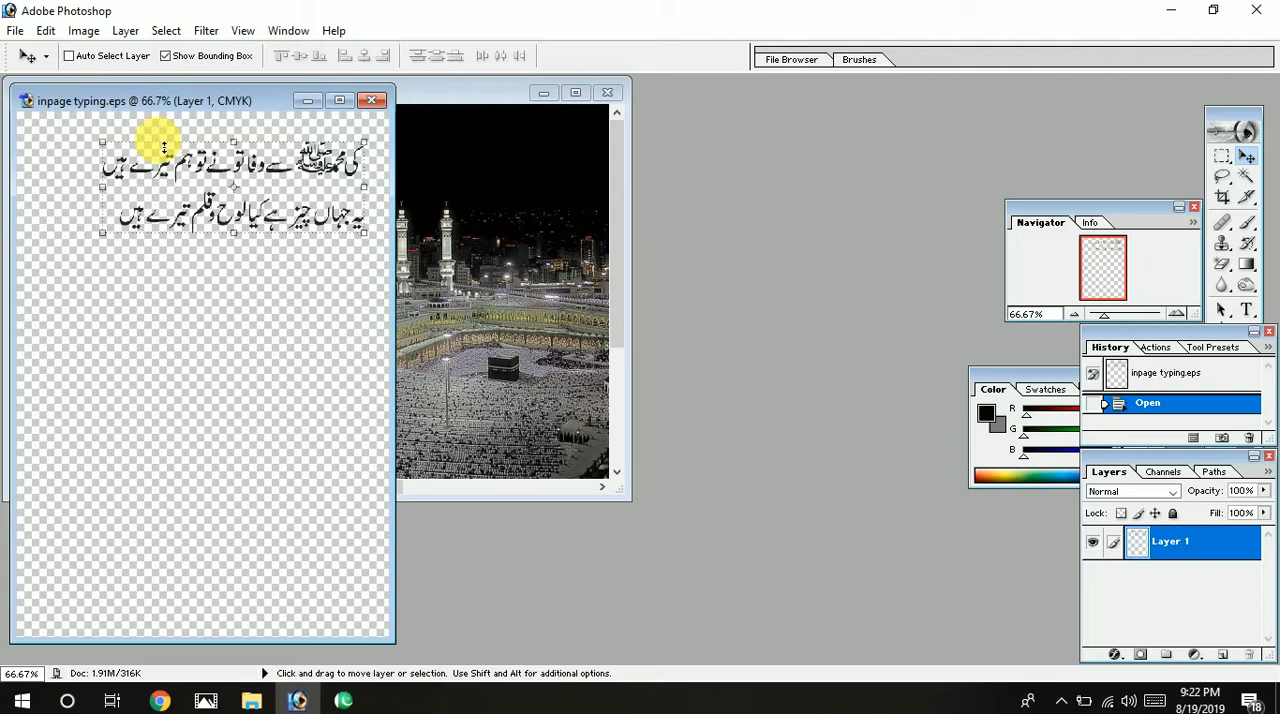 Adobe Photoshop
File Edit Image Layer Select Filter View Window Help
Auto Select Layer Show Bounding Box File Browser Brushes
inpage typing.eps @ 66.7% (Layer 1, CMYK)
کی محمدﷺ سے وفا تو نے تو ہم تیرے ہیں
یہ جہاں چیز ہے کیا لوح و قلم تیرے ہیں
Navigator Info
66.67%
History Actions Tool Presets
inpage typing.eps
Open
Color Swatches
R
G
B
Layers Channels Paths
Normal Opacity: 100%
Lock: Fill: 100%
Layer 1
66.67% Doc: 1.91M/316K Click and drag to move layer or selection. Use Shift and Alt for additional options.
9:22 PM
8/19/2019
18